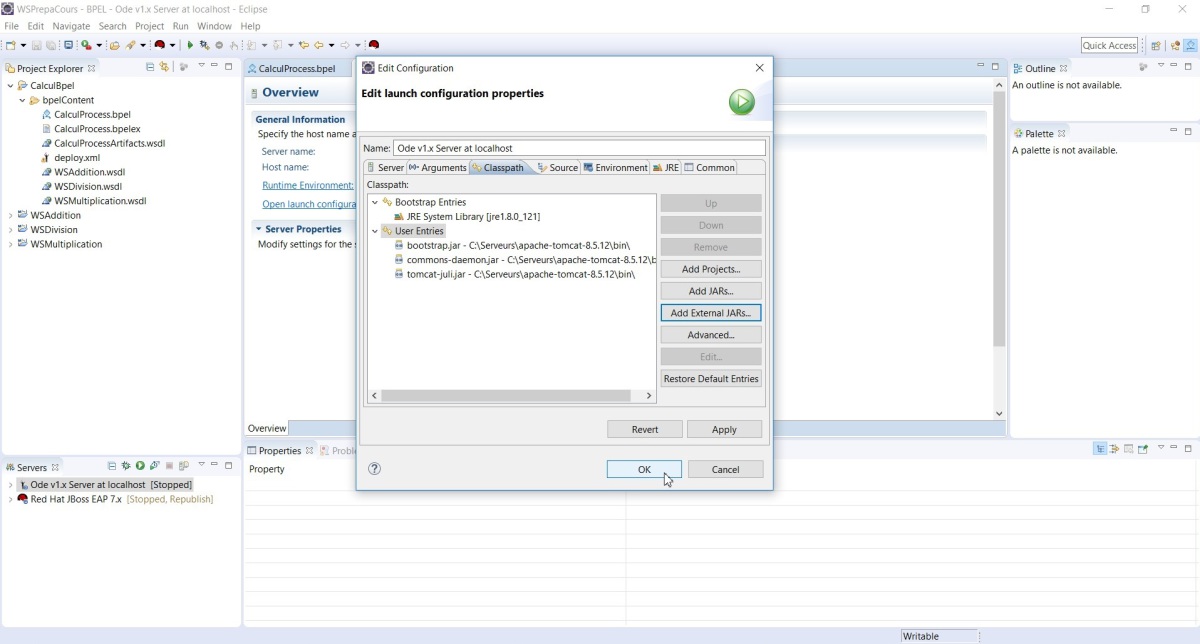 WSPrepaCours - BPEL - Ode v1.x Server at localhost - Eclipse
File Edit Navigate Search Project Run Window Help
Quick Access
Project Explorer
CalculBpel
bpelContent
CalculProcess.bpel
CalculProcess.bpelex
CalculProcessArtifacts.wsdl
deploy.xml
WSAddition.wsdl
WSDivision.wsdl
WSMultiplication.wsdl
WSAddition
WSDivision
WSMultiplication
CalculProcess.bpel
Overview
General Information
Specify the host name a
Server name:
Host name:
Runtime Environment:
Open launch configura
Server Properties
Modify settings for the
Overview
Edit Configuration
Edit launch configuration properties
Name: Ode v1.x Server at localhost
Server Arguments Classpath Source Environment JRE Common
Classpath:
Bootstrap Entries
JRE System Library [jre1.8.0_121]
User Entries
bootstrap.jar - C:\Serveurs\apache-tomcat-8.5.12\bin\
commons-daemon.jar - C:\Serveurs\apache-tomcat-8.5.12\b
tomcat-juli.jar - C:\Serveurs\apache-tomcat-8.5.12\bin\
Up
Down
Remove
Add Projects...
Add JARs...
Add External JARs...
Advanced...
Edit...
Restore Default Entries
Revert Apply
OK Cancel
Outline
An outline is not available.
Palette
A palette is not available.
Servers
Ode v1.x Server at localhost [Stopped]
Red Hat JBoss EAP 7.x [Stopped, Republish]
Properties Proble
Property
Writable